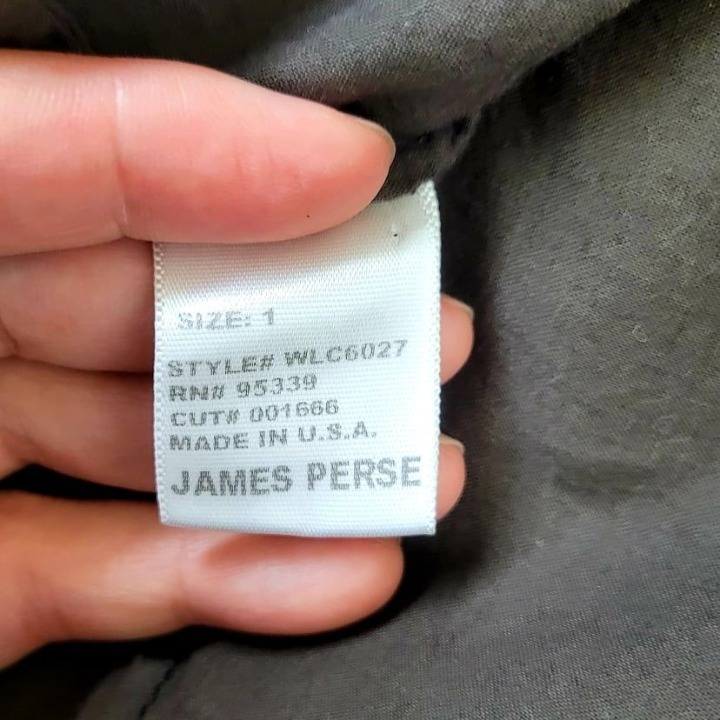 SIZE: 1
STYLE# WLC6027
RN# 95339
CUT# 001666
MADE IN U.S.A.
JAMES PERSE